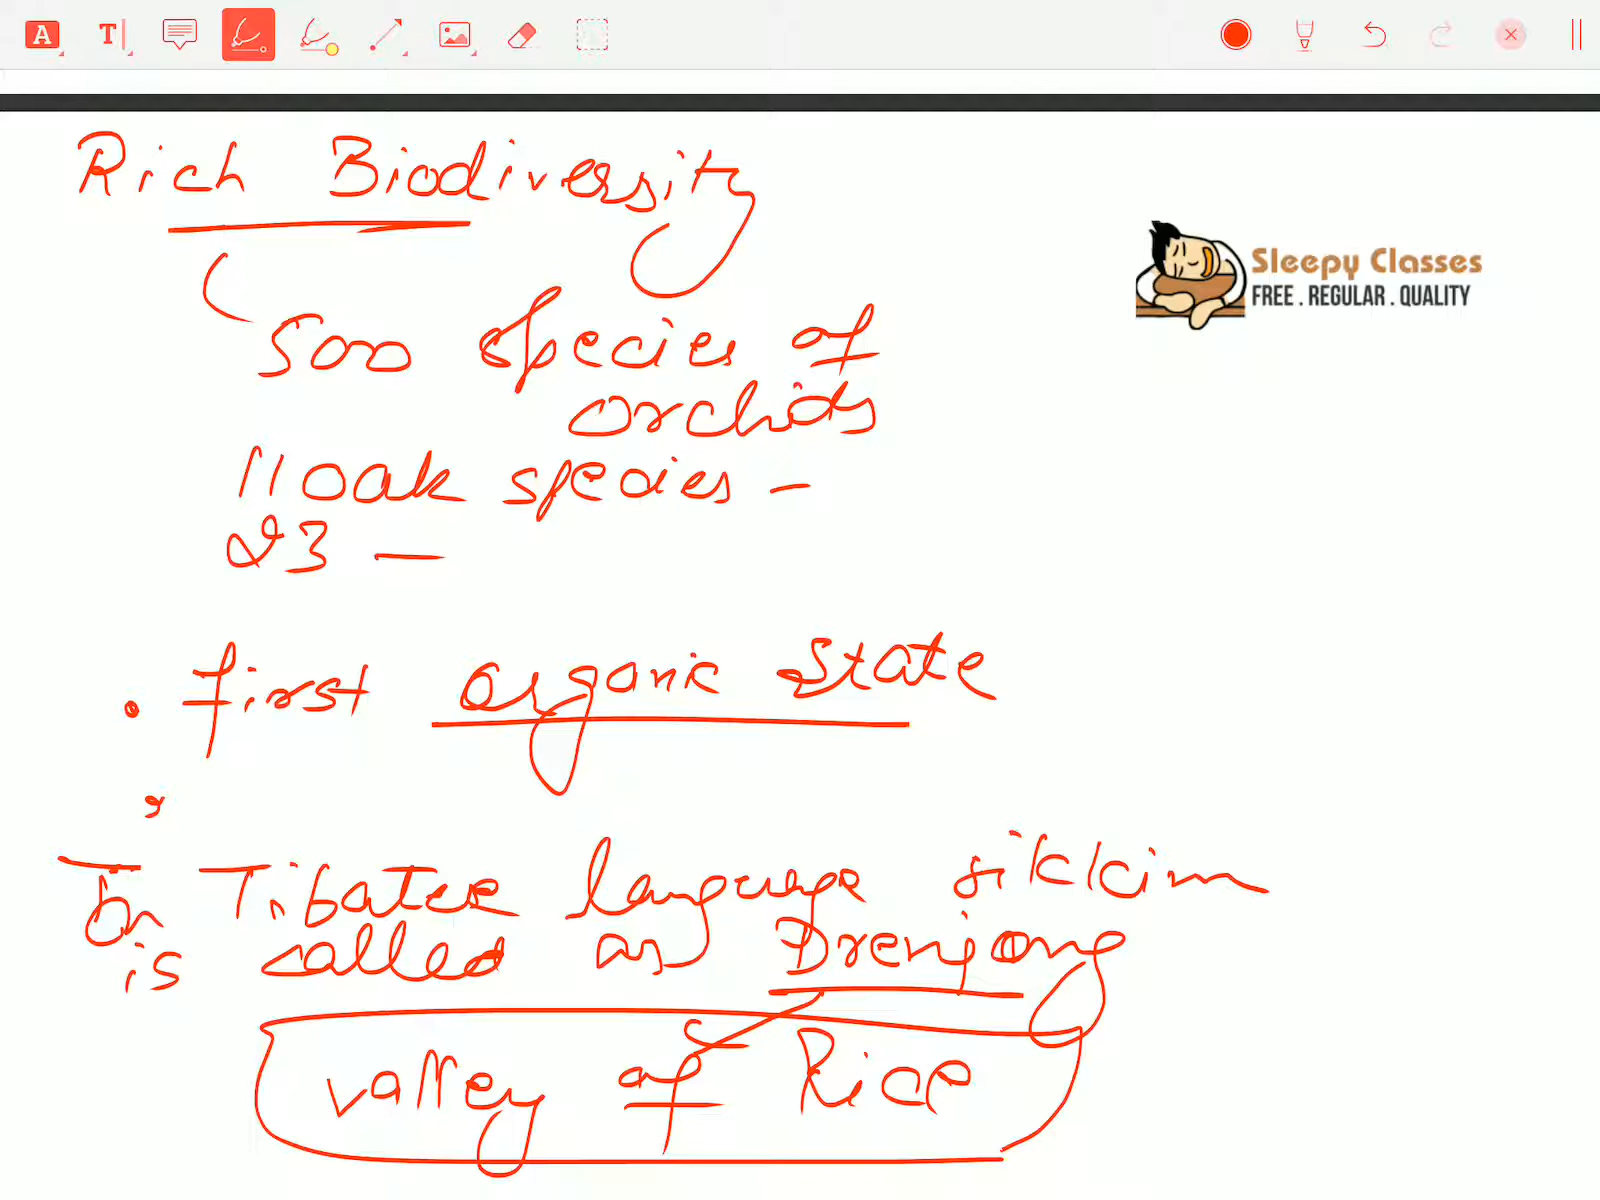 A
T
Rich Biodiversity
Sleepy Classes
FREE . REGULAR . QUALITY
500 species of
orchids
11 oak species -
23 —
. first organic state
In Tibatee language sikkim
is called as Drenjong
valley of Rice